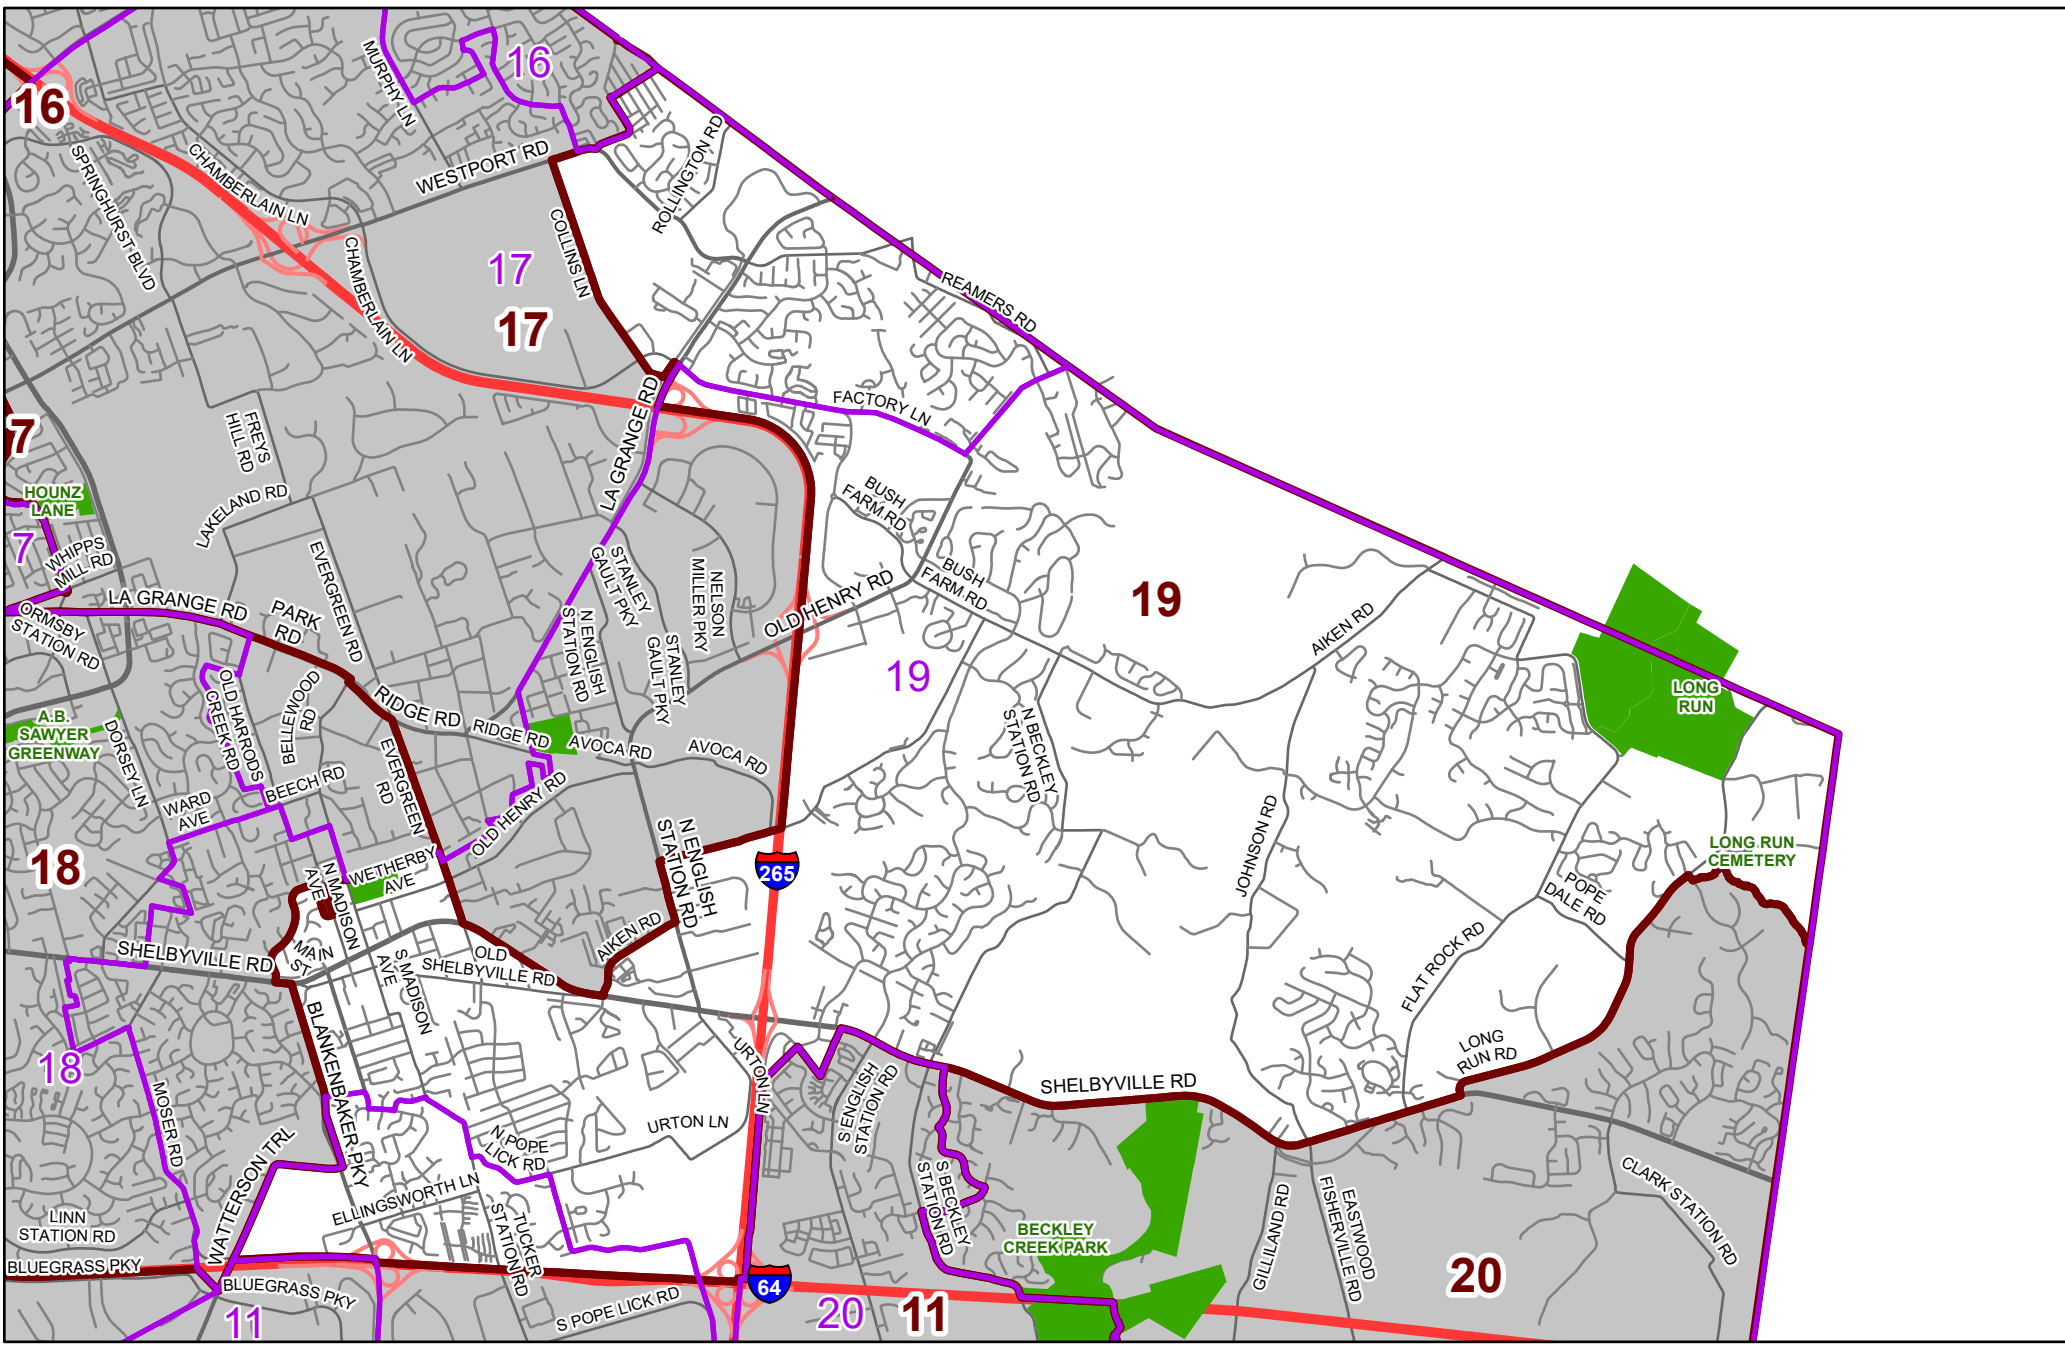 16
MURPHY LN
16
CHAMBERLAIN LN
SPRINGHURST BLVD
WESTPORT RD
ROLLINGTON RD
COLLINS LN
CHAMBERLAIN LN
17
17
REAMERS RD
7
FREYS
HILL RD
LA GRANGE RD
FACTORY LN
HOUNZ
LANE
LAKELAND RD
BUSH
FARM RD
7
WHIPPS
MILL RD
EVERGREEN RD
STANLEY
GAULT PKY
NELSON
MILLER PKY
BUSH
FARM RD
OLD HENRY RD
19
LA GRANGE RD
PARK
RD
ORMSBY
STATION RD
N ENGLISH
STATION RD
STANLEY
GAULT PKY
19
AIKEN RD
OLD HARRODS
CREEK RD
BELLEWOOD
RD
RIDGE RD
RIDGE RD
AVOCA RD
AVOCA RD
N BECKLEY
STATION RD
LONG
RUN
A.B.
SAWYER
GREENWAY
DORSEY LN
EVERGREEN
RD
BEECH RD
WARD
AVE
OLD HENRY RD
JOHNSON RD
18
N MADISON
AVE
WETHERBY
AVE
N ENGLISH
STATION RD
265
LONG RUN
CEMETERY
POPE
DALE RD
SHELBYVILLE RD
MAIN
ST
S MADISON
AVE
OLD
SHELBYVILLE RD
AIKEN RD
FLAT ROCK RD
18
BLANKENBAKER PKY
MOSER RD
URTON LN
S ENGLISH
STATION RD
SHELBYVILLE RD
LONG
RUN RD
WATTERSON TRL
N POPE
LICK RD
URTON LN
ELLINGSWORTH LN
S BECKLEY
STATION RD
CLARK STATION RD
GILLILAND RD
EASTWOOD
FISHERVILLE RD
LINN
STATION RD
TUCKER
STATION RD
BECKLEY
CREEK PARK
BLUEGRASS PKY
BLUEGRASS PKY
64
20
S POPE LICK RD
11
20
11